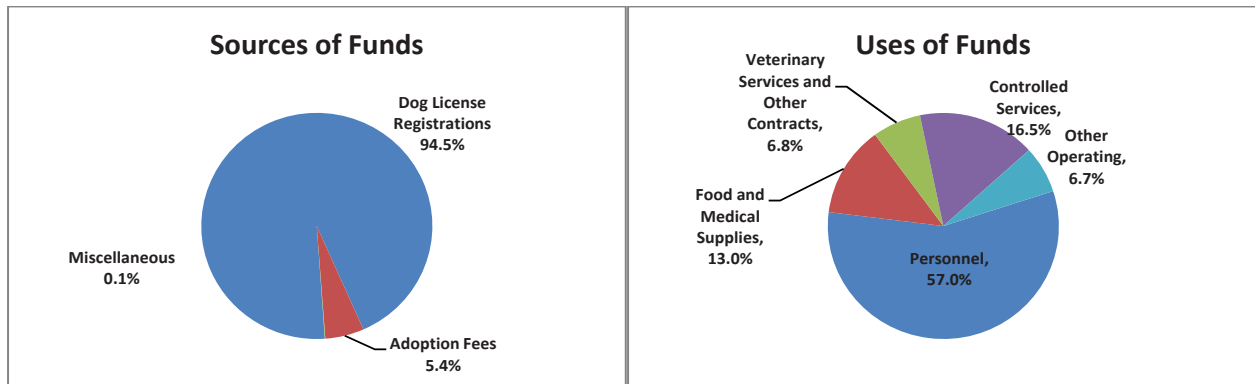 Sources of Funds
Dog License
Registrations
94.5%
Miscellaneous
0.1%
Adoption Fees
5.4%
Uses of Funds
Veterinary
Services and
Other
Contracts,
6.8%
Controlled
Services,
16.5%
Other
Operating,
6.7%
Food and
Medical
Supplies,
13.0%
Personnel,
57.0%